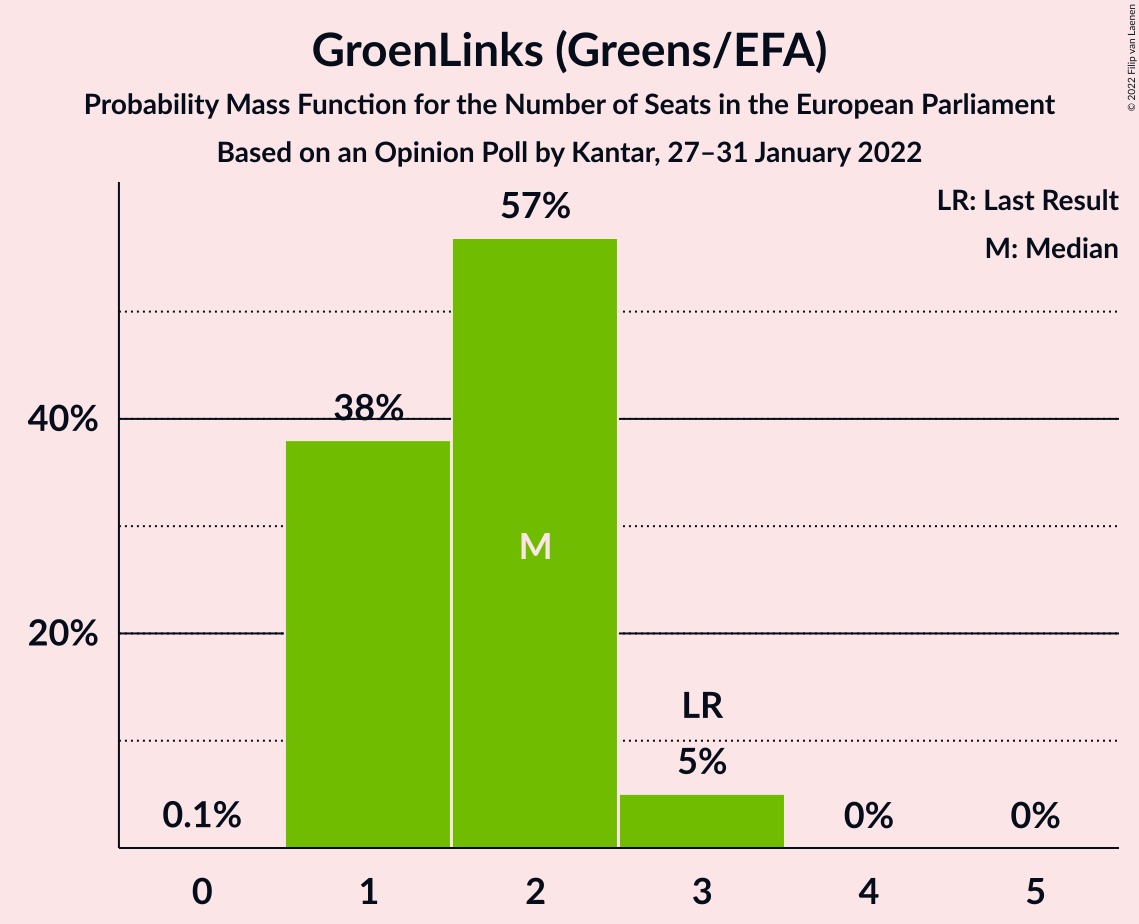 GroenLinks (Greens/EFA)
Probability Mass Function for the Number of Seats in the European Parliament
Based on an Opinion Poll by Kantar, 27–31 January 2022
© 2022 Filip van Laenen
LR: Last Result
M: Median
57%
38%
40%
M
20%
LR
5%
0.1%
0%
0%
0
1
2
3
4
5